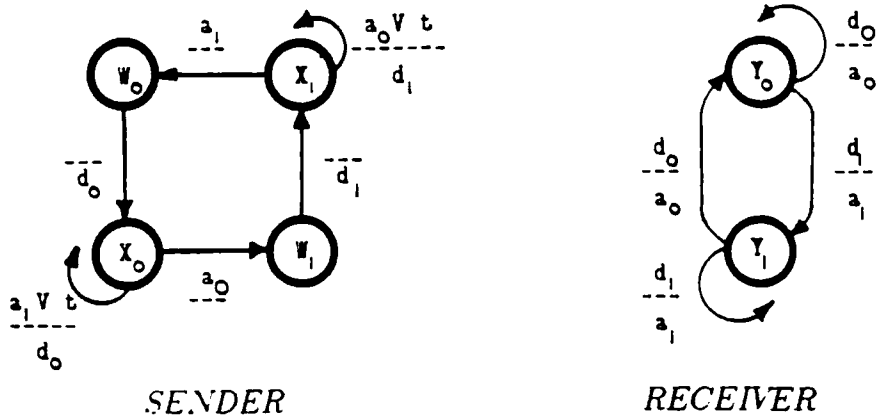 a₁
a₀ V t
d₁
W₀
X₁
d₀
d₁
X₀
W₁
a₀
a₁ V t
d₀
SENDER
d₀
a₀
Y₀
d₀
a₀
d₁
a₁
Y₁
d₁
a₁
RECEIVER